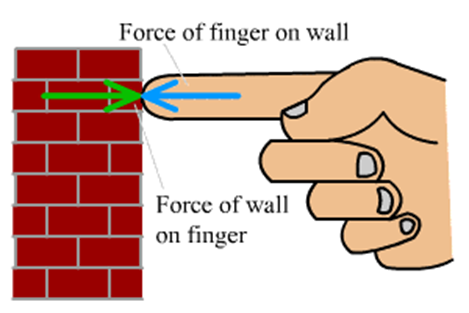 Force of finger on wall
Force of wall
on finger